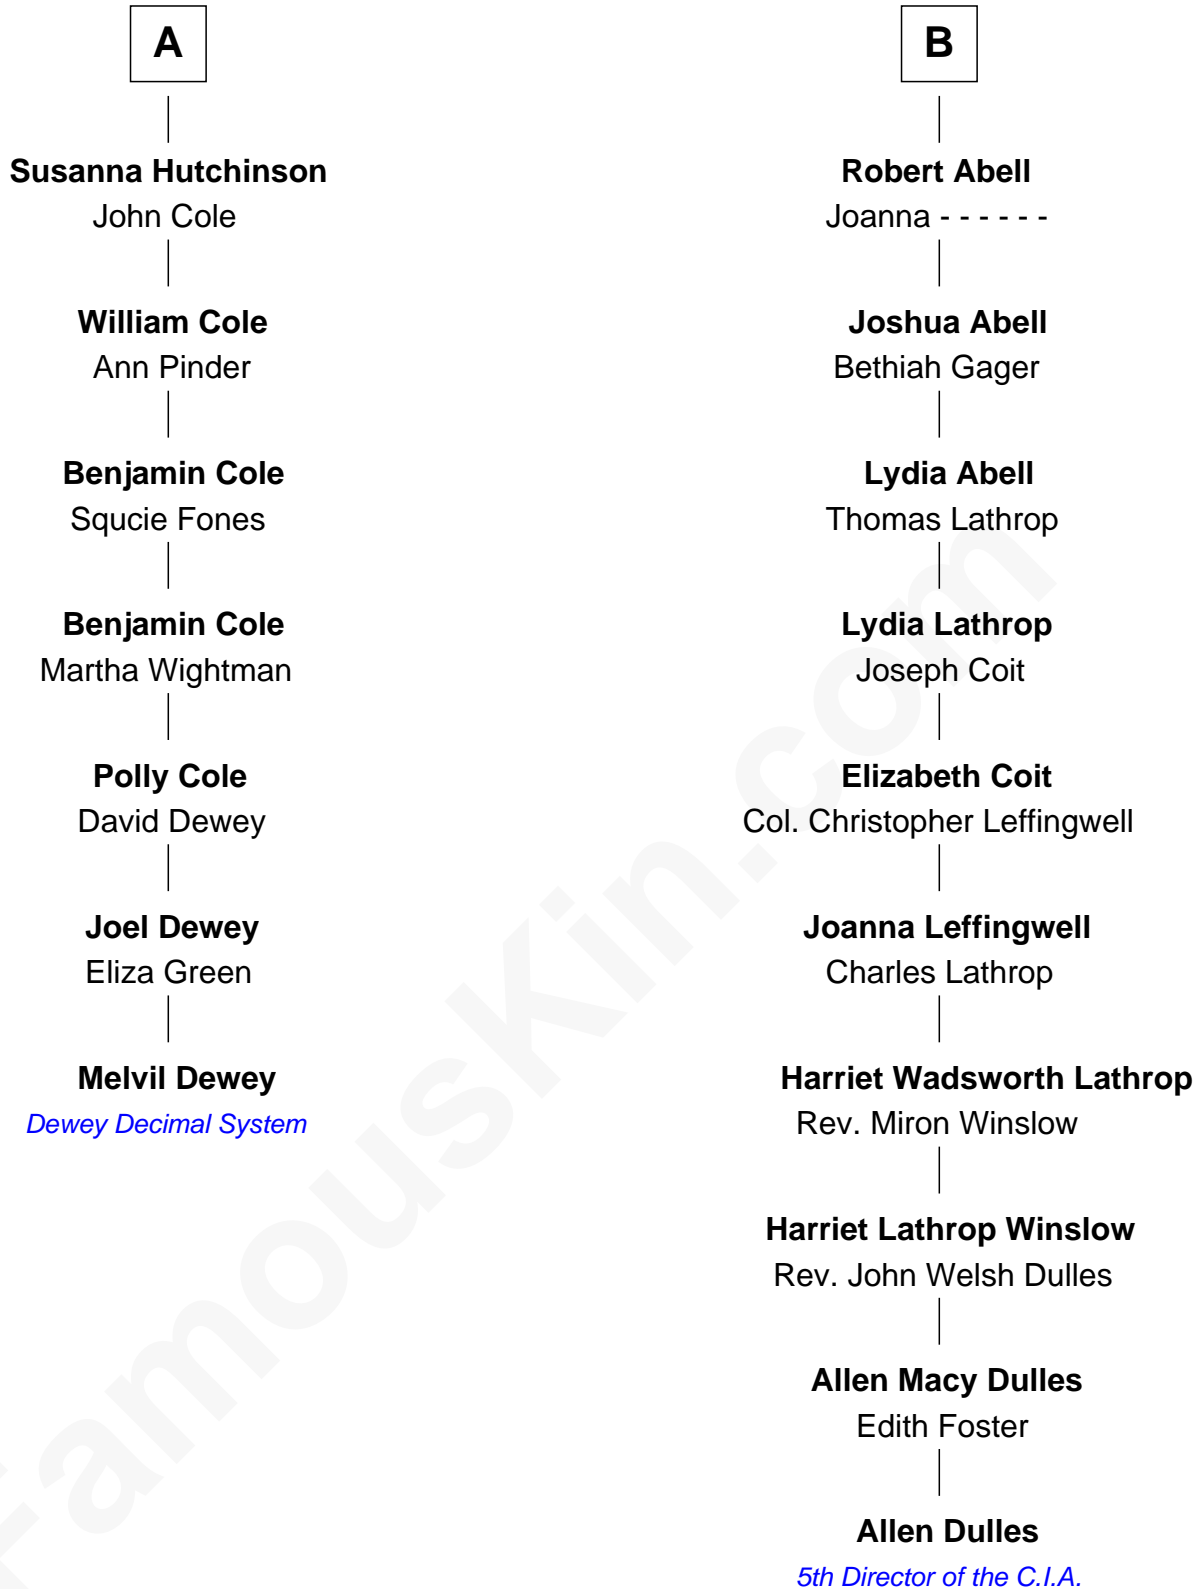 A
Susanna Hutchinson
John Cole
William Cole
Ann Pinder
Benjamin Cole
Squcie Fones
Benjamin Cole
Martha Wightman
Polly Cole
David Dewey
Joel Dewey
Eliza Green
Melvil Dewey
Dewey Decimal System
B
Robert Abell
Joanna - - - - - -
Joshua Abell
Bethiah Gager
Lydia Abell
Thomas Lathrop
Lydia Lathrop
Joseph Coit
Elizabeth Coit
Col. Christopher Leffingwell
Joanna Leffingwell
Charles Lathrop
Harriet Wadsworth Lathrop
Rev. Miron Winslow
Harriet Lathrop Winslow
Rev. John Welsh Dulles
Allen Macy Dulles
Edith Foster
Allen Dulles
5th Director of the C.I.A.
FamousKin.com